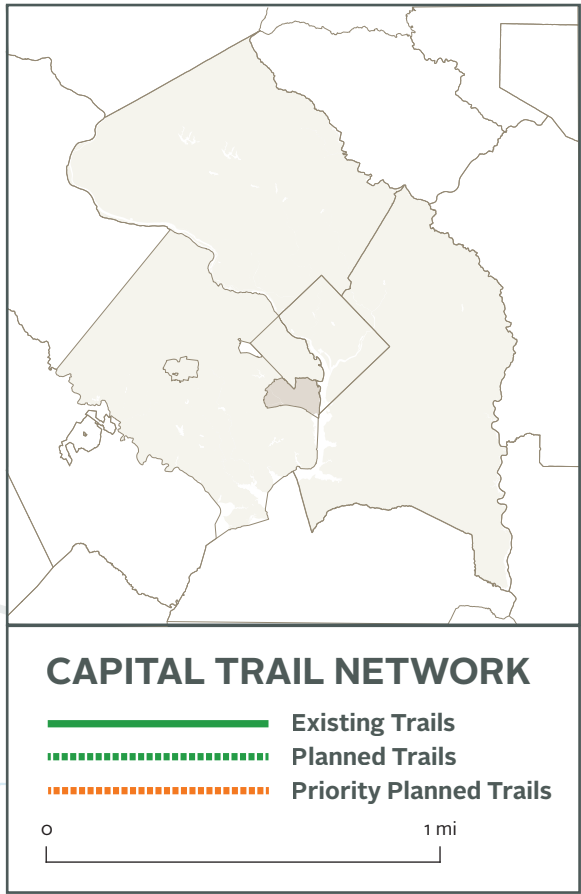 CAPITAL TRAIL NETWORK
Existing Trails
Planned Trails
Priority Planned Trails
0 1 mi